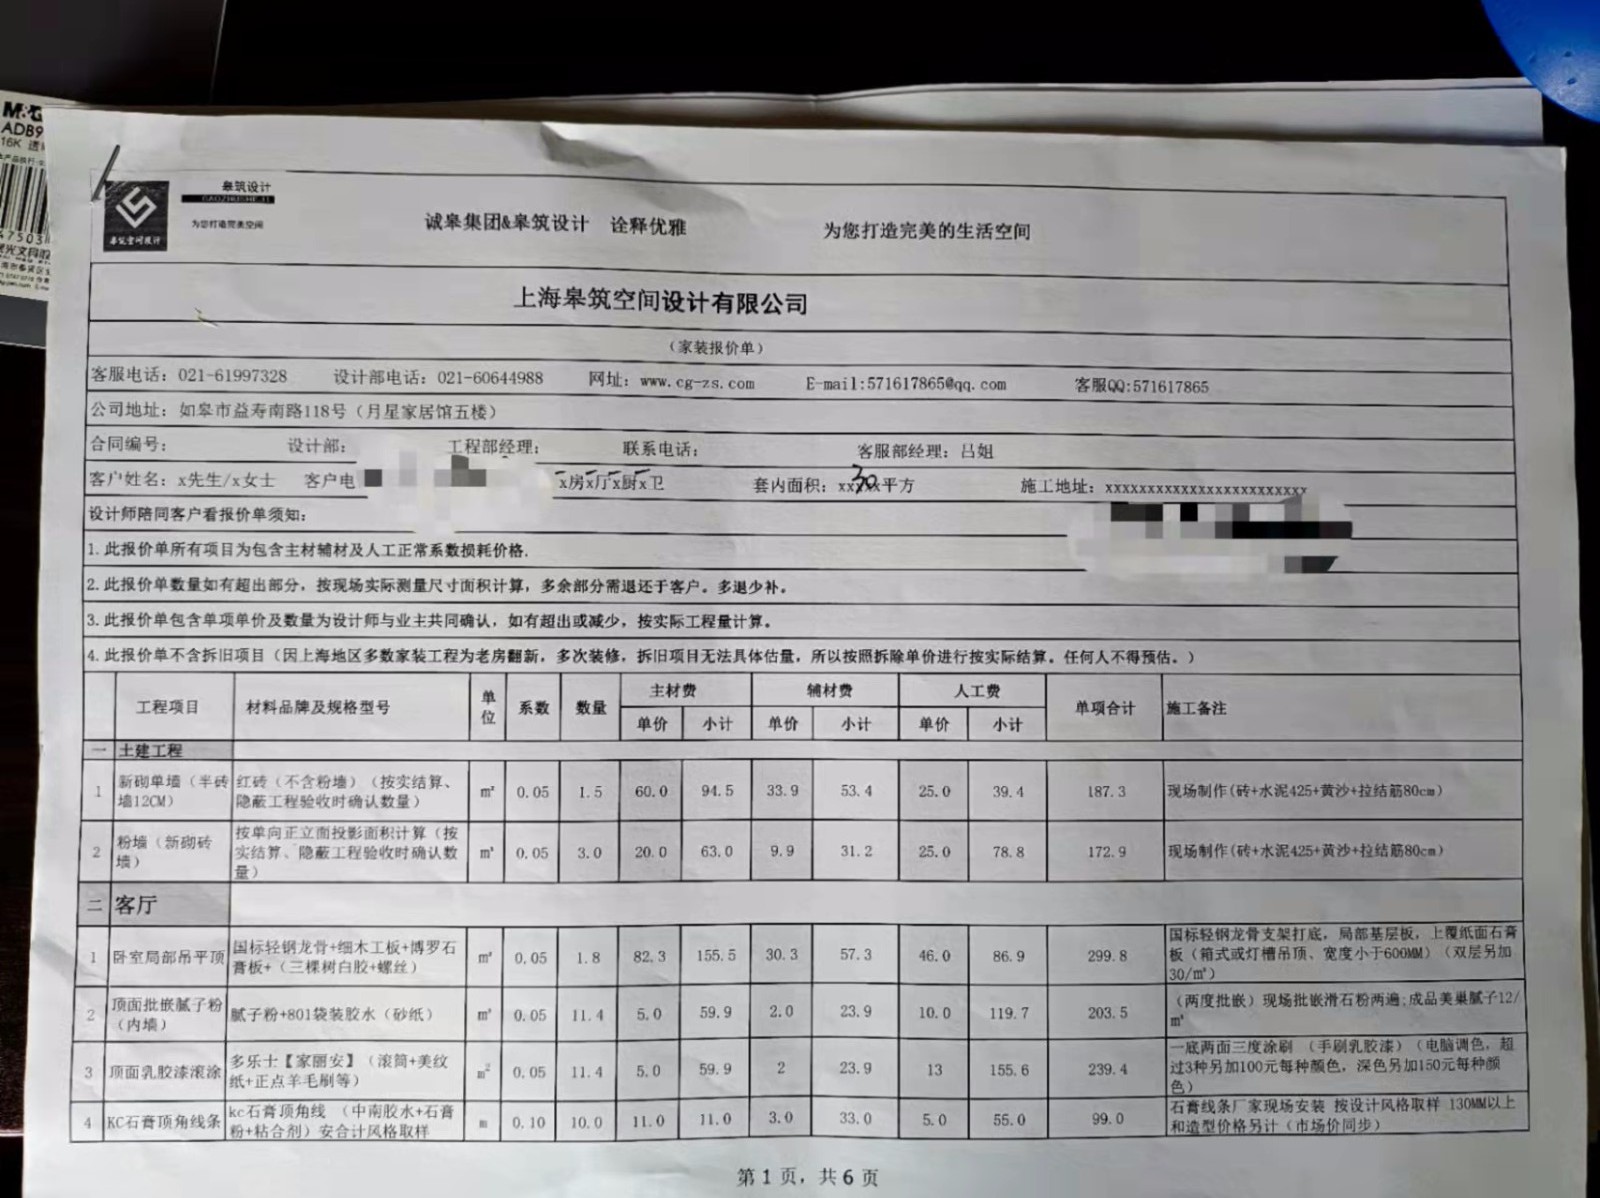 M&G
ADB9
16K
47503
皋筑设计
为您打造完美空间
皋筑空间设计
诚皋集团&皋筑设计 诠释优雅 为您打造完美的生活空间
上海皋筑空间设计有限公司
（家装报价单）
客服电话：021-61997328 设计部电话：021-60644988 网址：www.cg-zs.com E-mail:571617865@qq.com 客服QQ:571617865
公司地址：如皋市益寿南路118号（月星家居馆五楼）
合同编号： 设计部： 工程部经理： 联系电话： 客服部经理：吕姐
客户姓名：x先生/x女士 客户电 x房x厅x厨x卫 套内面积：xx30x平方 施工地址：xxxxxxxxxxxxxxxxxxxxxxxx
设计师陪同客户看报价单须知：
1.此报价单所有项目为包含主材辅材及人工正常系数损耗价格.
2.此报价单数量如有超出部分，按现场实际测量尺寸面积计算，多余部分需退还于客户。多退少补。
3.此报价单包含单项单价及数量为设计师与业主共同确认，如有超出或减少，按实际工程量计算。
4.此报价单不含拆旧项目（因上海地区多数家装工程为老房翻新，多次装修，拆旧项目无法具体估量，所以按照拆除单价进行按实际结算。任何人不得预估。）
工程项目 材料品牌及规格型号 单位 系数 数量 主材费 辅材费 人工费 单项合计 施工备注
单价 小计 单价 小计 单价 小计
一 土建工程
1 新砌单墙（半砖墙12CM） 红砖（不含粉墙）（按实结算、隐蔽工程验收时确认数量） m² 0.05 1.5 60.0 94.5 33.9 53.4 25.0 39.4 187.3 现场制作(砖+水泥425+黄沙+拉结筋80cm)
2 粉墙（新砌砖墙） 按单向正立面投影面积计算（按实结算、隐蔽工程验收时确认数量） m² 0.05 3.0 20.0 63.0 9.9 31.2 25.0 78.8 172.9 现场制作(砖+水泥425+黄沙+拉结筋80cm)
二 客厅
1 卧室局部吊平顶 国标轻钢龙骨+细木工板+博罗石膏板+（三棵树白胶+螺丝） m² 0.05 1.8 82.3 155.5 30.3 57.3 46.0 86.9 299.8 国标轻钢龙骨支架打底，局部基层板，上覆纸面石膏板（箱式或灯槽吊顶、宽度小于600MM）（双层另加30/m²）
2 顶面批嵌腻子粉（内墙） 腻子粉+801袋装胶水（砂纸） m² 0.05 11.4 5.0 59.9 2.0 23.9 10.0 119.7 203.5 （两度批嵌）现场批嵌滑石粉两遍;成品美巢腻子12/m²
3 顶面乳胶漆滚涂 多乐士【家丽安】（滚筒+美纹纸+正点羊毛刷等） m² 0.05 11.4 5.0 59.9 2 23.9 13 155.6 239.4 一底两面三度涂刷 （手刷乳胶漆）（电脑调色，超过3种另加100元每种颜色，深色另加150元每种颜色）
4 KC石膏顶角线条 kc石膏顶角线 （中南胶水+石膏粉+粘合剂）安合计风格取样 m 0.10 10.0 11.0 11.0 3.0 33.0 5.0 55.0 99.0 石膏线条厂家现场安装 按设计风格取样 130MM以上和造型价格另计（市场价同步）
第 1 页，共 6 页